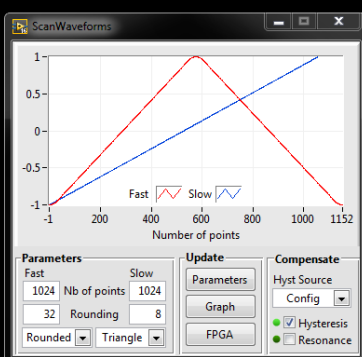 ScanWaveforms
1
0.5
0
-0.5
-1
Fast Slow
-1 200 400 600 800 1000 1152
Number of points
Parameters
Fast Slow
1024 Nb of points 1024
32 Rounding 8
Rounded Triangle
Update
Parameters
Graph
FPGA
Compensate
Hyst Source
Config
Hysteresis
Resonance